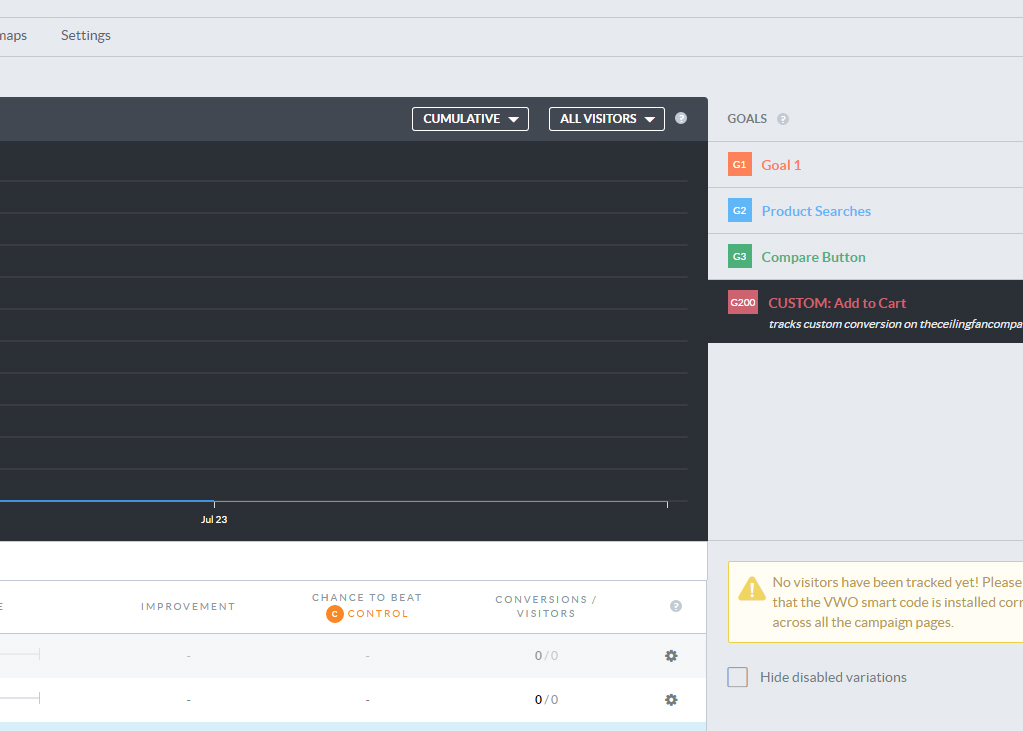 Settings
CUMULATIVE
ALL VISITORS
?
GOALS ?
G1 Goal 1
G2 Product Searches
G3 Compare Button
G200 CUSTOM: Add to Cart
tracks custom conversion on theceilingfancompa
Jul 23
IMPROVEMENT
CHANCE TO BEAT
C CONTROL
CONVERSIONS /
VISITORS
?
- - 0 / 0
- - 0 / 0
No visitors have been tracked yet! Please
that the VWO smart code is installed corr
across all the campaign pages.
Hide disabled variations